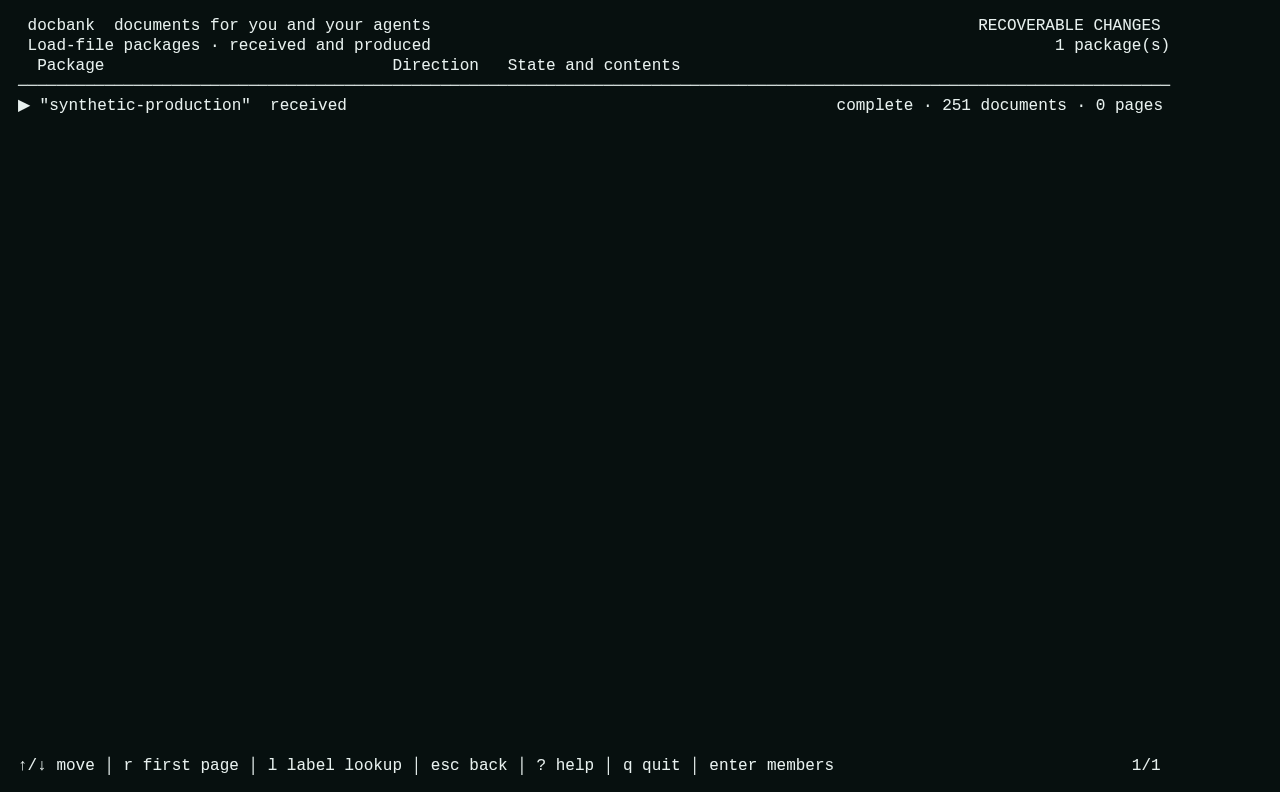 docbank  documents for you and your agents  RECOVERABLE CHANGES
Load-file packages · received and produced  1 package(s)
Package  Direction  State and contents
▶ "synthetic-production"  received  complete · 251 documents · 0 pages
↑/↓ move │ r first page │ l label lookup │ esc back │ ? help │ q quit │ enter members  1/1